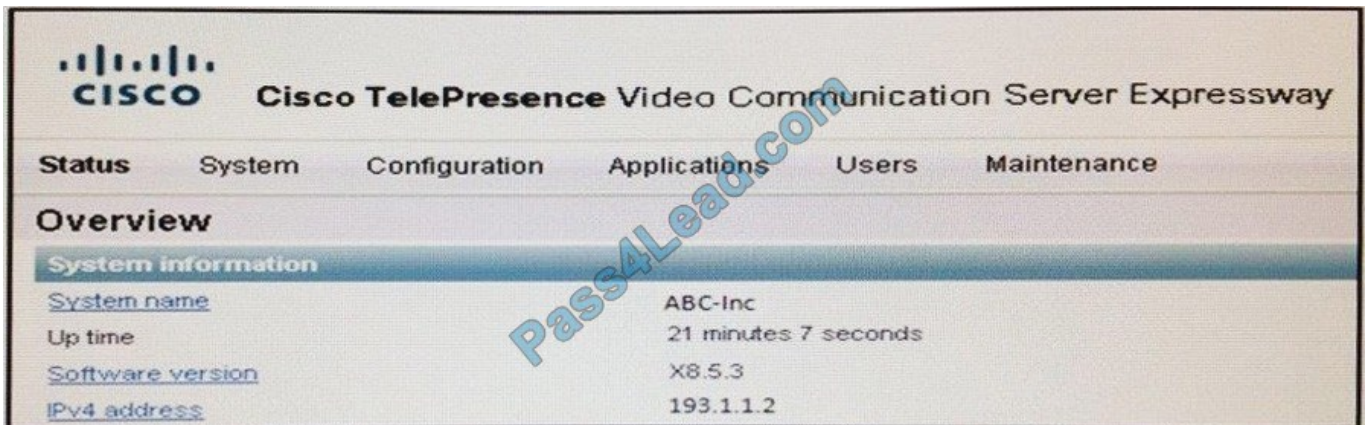 CISCO Cisco TelePresence Video Communication Server Expressway
Status System Configuration Applications Users Maintenance
Overview
System information
System name ABC-Inc
Up time 21 minutes 7 seconds
Software version X8.5.3
IPv4 address 193.1.1.2
Pass4Lead.com